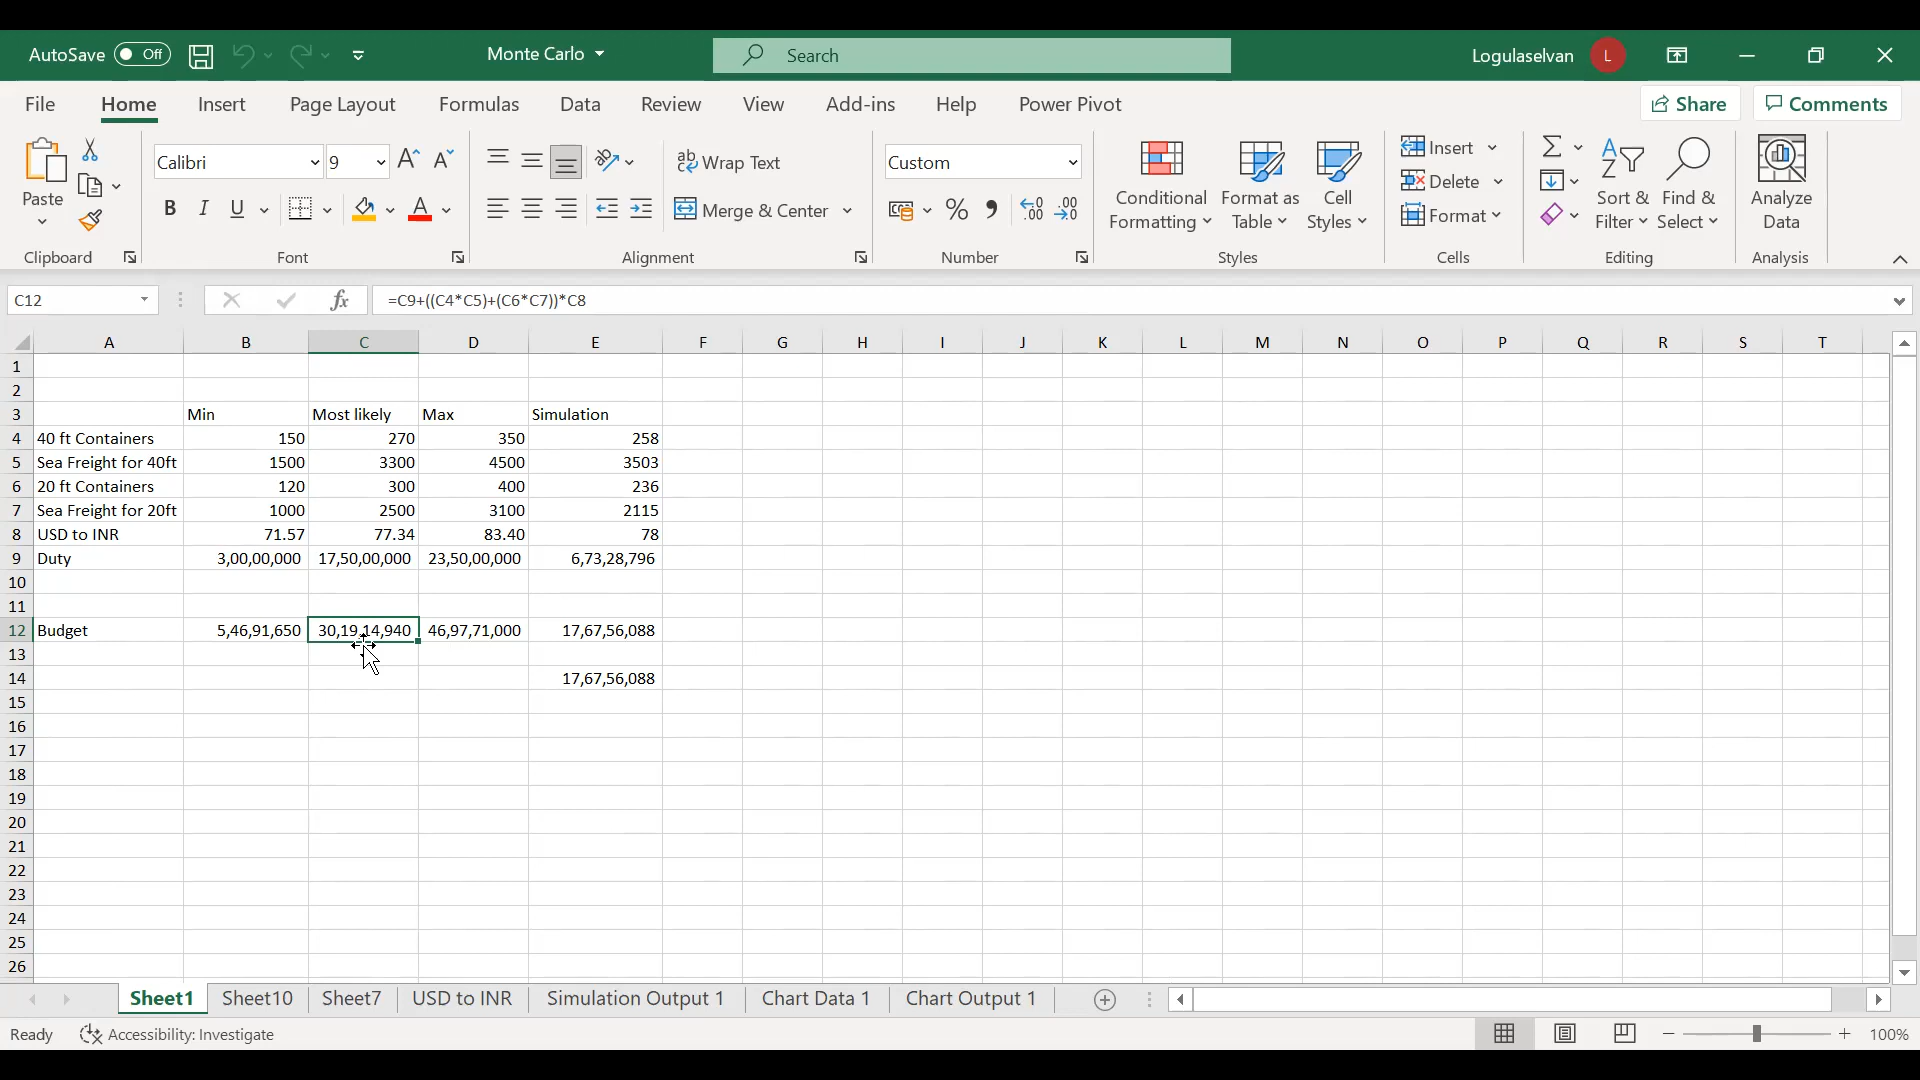 AutoSave Off Monte Carlo Search Logulaselvan L
File Home Insert Page Layout Formulas Data Review View Add-ins Help Power Pivot Share Comments
Paste
Clipboard
Calibri 9
B I U A
Font
ab Wrap Text
Merge & Center
Alignment
Custom
% , .00 .00
Number
Conditional Formatting
Format as Table
Cell Styles
Styles
Insert
Delete
Format
Cells
Sort & Filter
Find & Select
Editing
Analyze Data
Analysis
C12 fx =C9+((C4*C5)+(C6*C7))*C8
A B C D E F G H I J K L M N O P Q R S T
1
2
3 Min Most likely Max Simulation
4 40 ft Containers 150 270 350 258
5 Sea Freight for 40ft 1500 3300 4500 3503
6 20 ft Containers 120 300 400 236
7 Sea Freight for 20ft 1000 2500 3100 2115
8 USD to INR 71.57 77.34 83.40 78
9 Duty 3,00,00,000 17,50,00,000 23,50,00,000 6,73,28,796
10
11
12 Budget 5,46,91,650 30,19,14,940 46,97,71,000 17,67,56,088
13
14 17,67,56,088
15
16
17
18
19
20
21
22
23
24
25
26
Sheet1 Sheet10 Sheet7 USD to INR Simulation Output 1 Chart Data 1 Chart Output 1
Ready Accessibility: Investigate 100%